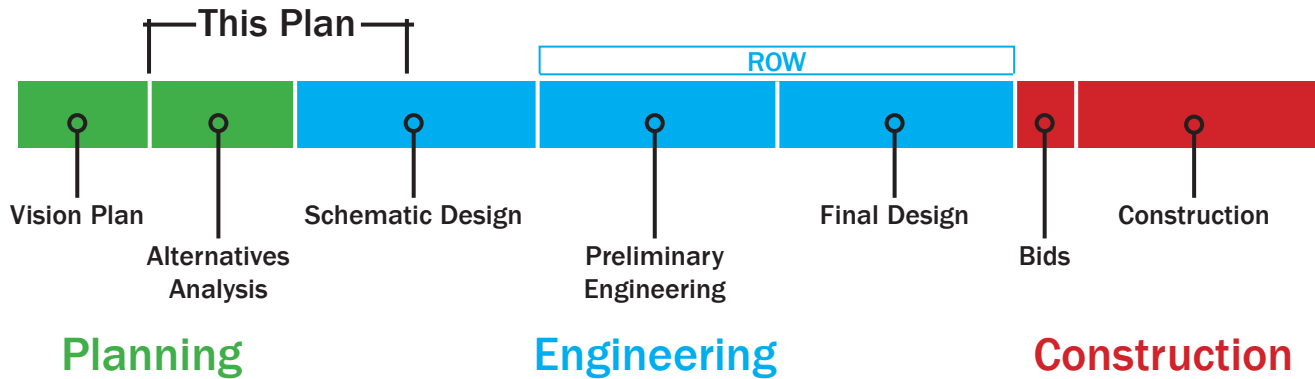 This Plan
ROW
Vision Plan
Alternatives
Analysis
Schematic Design
Preliminary
Engineering
Final Design
Bids
Construction
Planning
Engineering
Construction